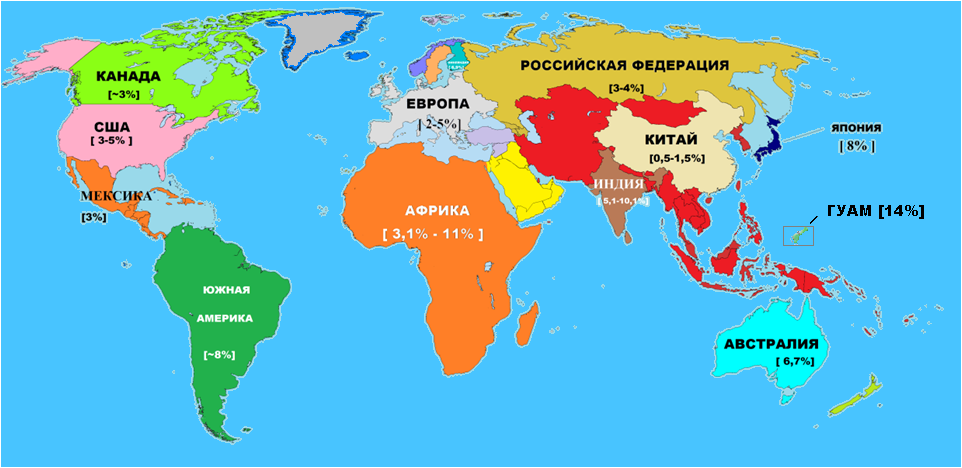 КАНАДА
[~3%]
США
[ 3-5% ]
МЕКСИКА
[3%]
ЮЖНАЯ
АМЕРИКА
[~8%]
ЕВРОПА
[ 2-5%]
АФРИКА
[ 3,1% - 11% ]
РОССИЙСКАЯ ФЕДЕРАЦИЯ
[3-4%]
КИТАЙ
[0,5-1,5%]
ЯПОНИЯ
[ 8% ]
ИНДИЯ
[ 5,1-10,1%]
ГУАМ [14%]
АВСТРАЛИЯ
[ 6,7%]